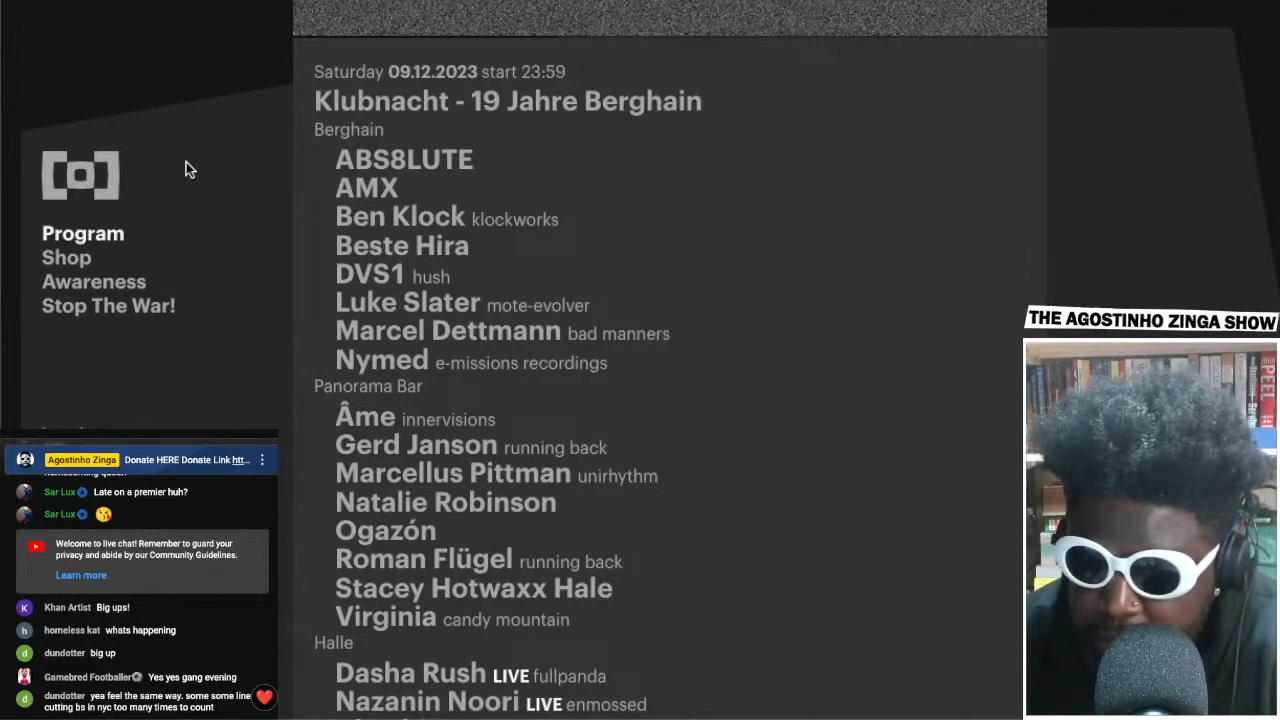 Saturday 09.12.2023 start 23:59
Klubnacht - 19 Jahre Berghain
Berghain
ABS8LUTE
AMX
Ben Klock klockworks
Beste Hira
DVS1 hush
Luke Slater mote-evolver
Marcel Dettmann bad manners
Nymed e-missions recordings
Panorama Bar
Âme innervisions
Gerd Janson running back
Marcellus Pittman unirhythm
Natalie Robinson
Ogazón
Roman Flügel running back
Stacey Hotwaxx Hale
Virginia candy mountain
Halle
Dasha Rush LIVE fullpanda
Nazanin Noori LIVE enmossed
Program
Shop
Awareness
Stop The War!
Agostinho Zinga Donate HERE Donate Link htt...
Sar Lux Late on a premier huh?
Sar Lux
Welcome to live chat! Remember to guard your
privacy and abide by our Community Guidelines.
Learn more
Khan Artist Big ups!
homeless kat whats happening
dundotter big up
Gamebred Footballer Yes yes gang evening
dundotter yea feel the same way. some some line
cutting bs in nyc too many times to count
THE AGOSTINHO ZINGA SHOW
JOHN
PEEL